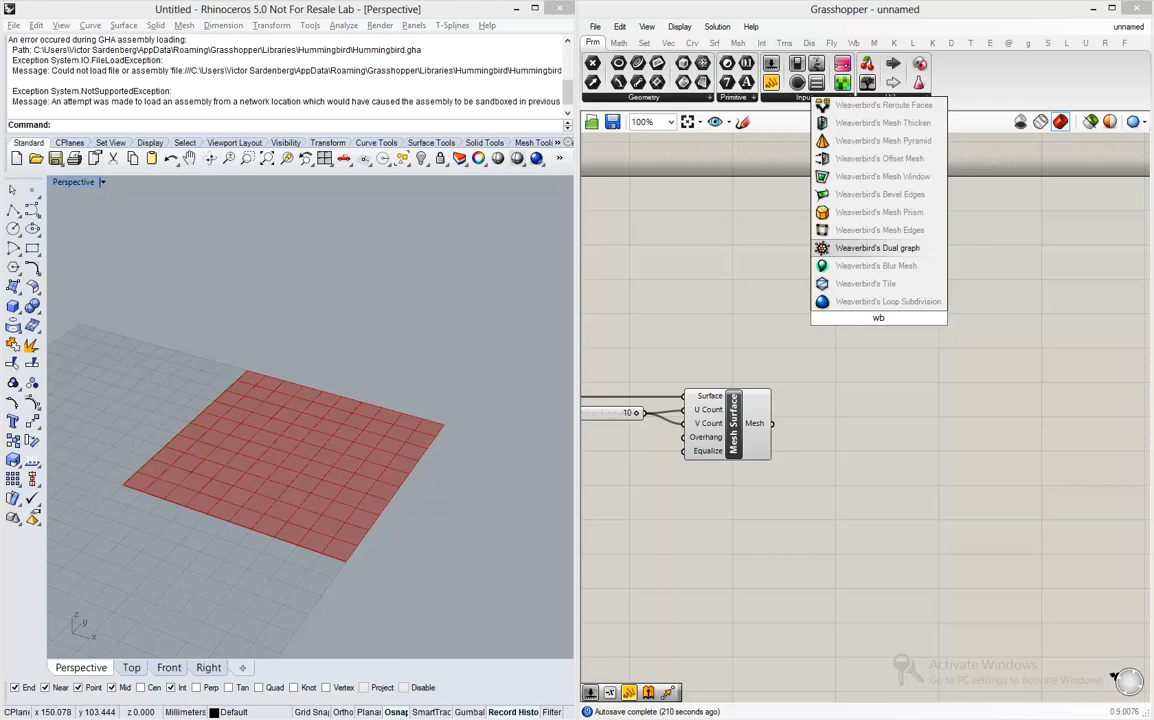 Untitled - Rhinoceros 5.0 Not For Resale Lab - [Perspective]
File Edit View Curve Surface Solid Mesh Dimension Transform Tools Analyze Render Panels T-Splines Help
An error occured during GHA assembly loading:
Path: C:\Users\Victor Sardenberg\AppData\Roaming\Grasshopper\Libraries\Hummingbird\Hummingbird.gha
Exception System.IO.FileLoadException:
Message: Could not load file or assembly 'file:///C:\Users\Victor Sardenberg\AppData\Roaming\Grasshopper\Libraries\Hummingbird
Exception System.NotSupportedException:
Message: An attempt was made to load an assembly from a network location which would have caused the assembly to be sandboxed in previous
Command:
Standard CPlanes Set View Display Select Viewport Layout Visibility Transform Curve Tools Surface Tools Solid Tools Mesh Tools
Perspective
z
y
x
Perspective Top Front Right
End Near Point Mid Cen Int Perp Tan Quad Knot Vertex Project Disable
CPlane x 150.078 y 103.444 z 0.000 Millimeters Default Grid Snap Ortho Planar Osnap SmartTrac Gumbal Record Histo Filter
Grasshopper - unnamed
File Edit View Display Solution Help unnamed
Prm Math Set Vec Crv Srf Msh Int Trns Dis Fly Wb K M V L K D W E @ g S K T U R F
Geometry Primitive Inpu
100%
Weaverbird's Reroute Faces
Weaverbird's Mesh Thicken
Weaverbird's Mesh Pyramid
Weaverbird's Offset Mesh
Weaverbird's Mesh Window
Weaverbird's Bevel Edges
Weaverbird's Mesh Prism
Weaverbird's Mesh Edges
Weaverbird's Dual graph
Weaverbird's Blur Mesh
Weaverbird's Tile
Weaverbird's Loop Subdivision
wb
10
Surface
U Count
V Count
Overhang
Equalize
Mesh Surface
Mesh
Activate Windows
Go to PC settings to activate Windows.
Autosave complete (210 seconds ago)
0.9.0076